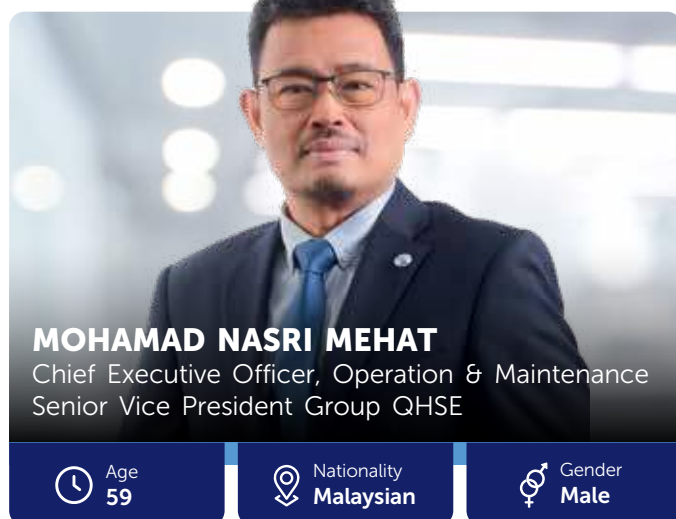 MOHAMAD NASRI MEHAT
Chief Executive Officer, Operation & Maintenance
Senior Vice President Group QHSE
Age
59
Nationality
Malaysian
Gender
Male